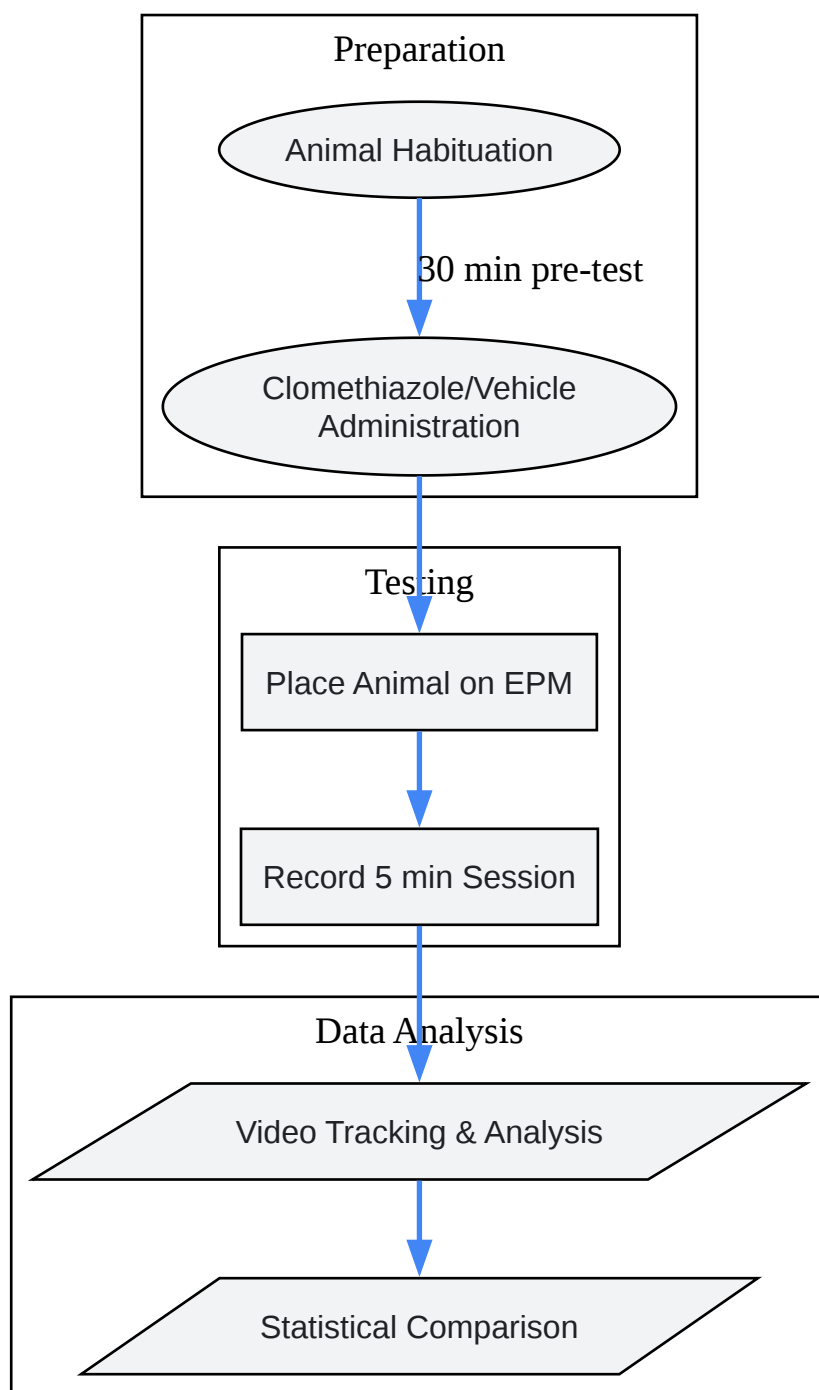 Preparation
Animal Habituation
30 min pre-test
Clomethiazole/Vehicle
Administration
Testing
Place Animal on EPM
Record 5 min Session
Data Analysis
Video Tracking & Analysis
Statistical Comparison